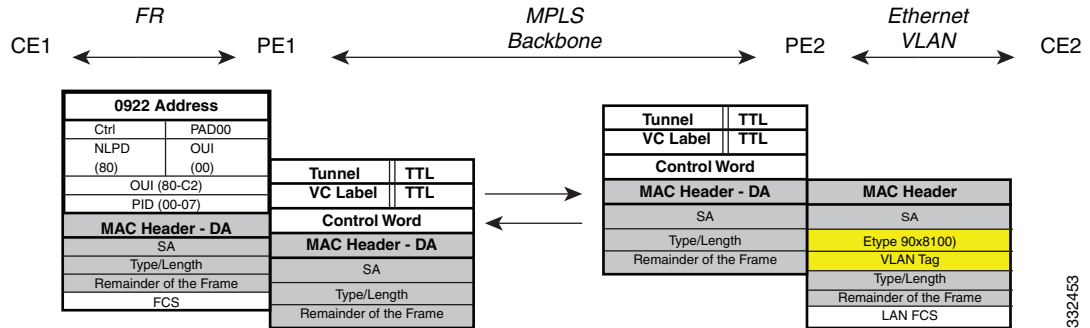 FR
MPLS
Backbone
Ethernet
VLAN
CE1
PE1
PE2
CE2
0922 Address
Ctrl PAD00
NLPD OUI
(80) (00)
OUI (80-C2)
PID (00-07)
MAC Header - DA
SA
Type/Length
Remainder of the Frame
FCS
Tunnel TTL
VC Label TTL
Control Word
MAC Header - DA
SA
Type/Length
Remainder of the Frame
Tunnel TTL
VC Label TTL
Control Word
MAC Header - DA
SA
Type/Length
Remainder of the Frame
MAC Header
SA
Etype 90x8100)
VLAN Tag
Type/Length
Remainder of the Frame
LAN FCS
332453